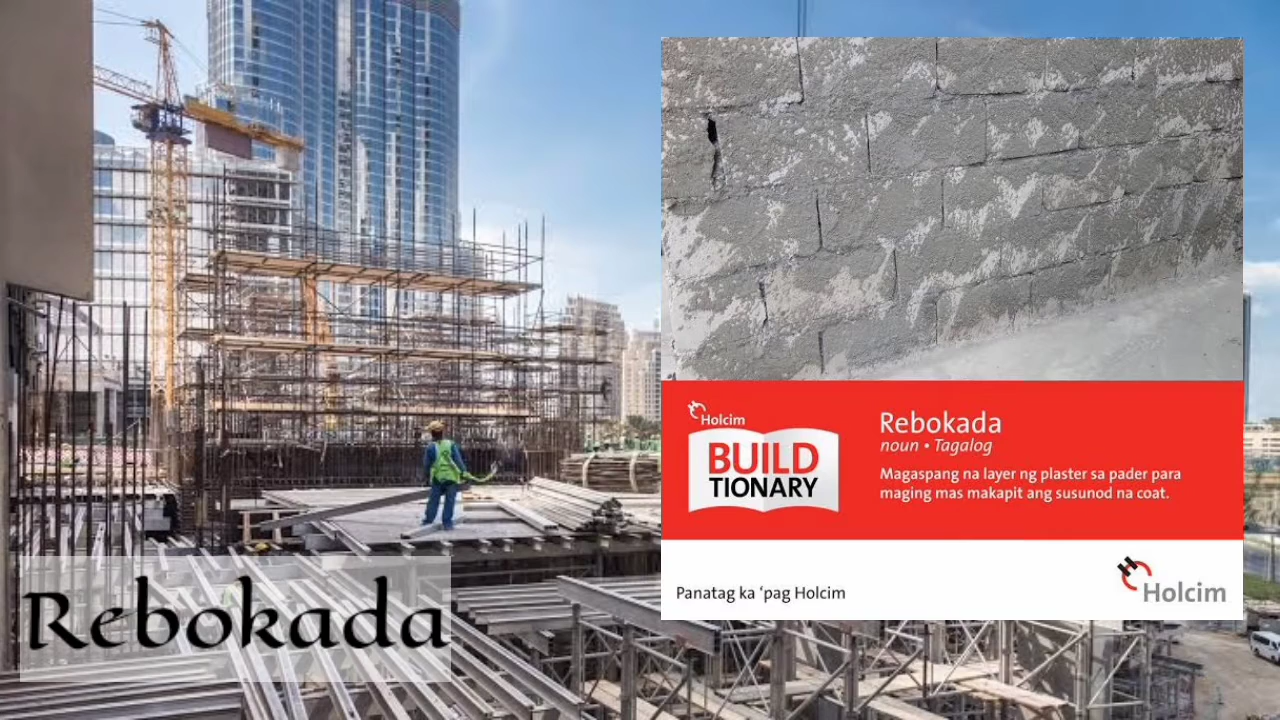 Rebokada
Holcim
BUILD
TIONARY
Rebokada
noun • Tagalog
Magaspang na layer ng plaster sa pader para
maging mas makapit ang susunod na coat.
Panatag ka ‘pag Holcim
Holcim